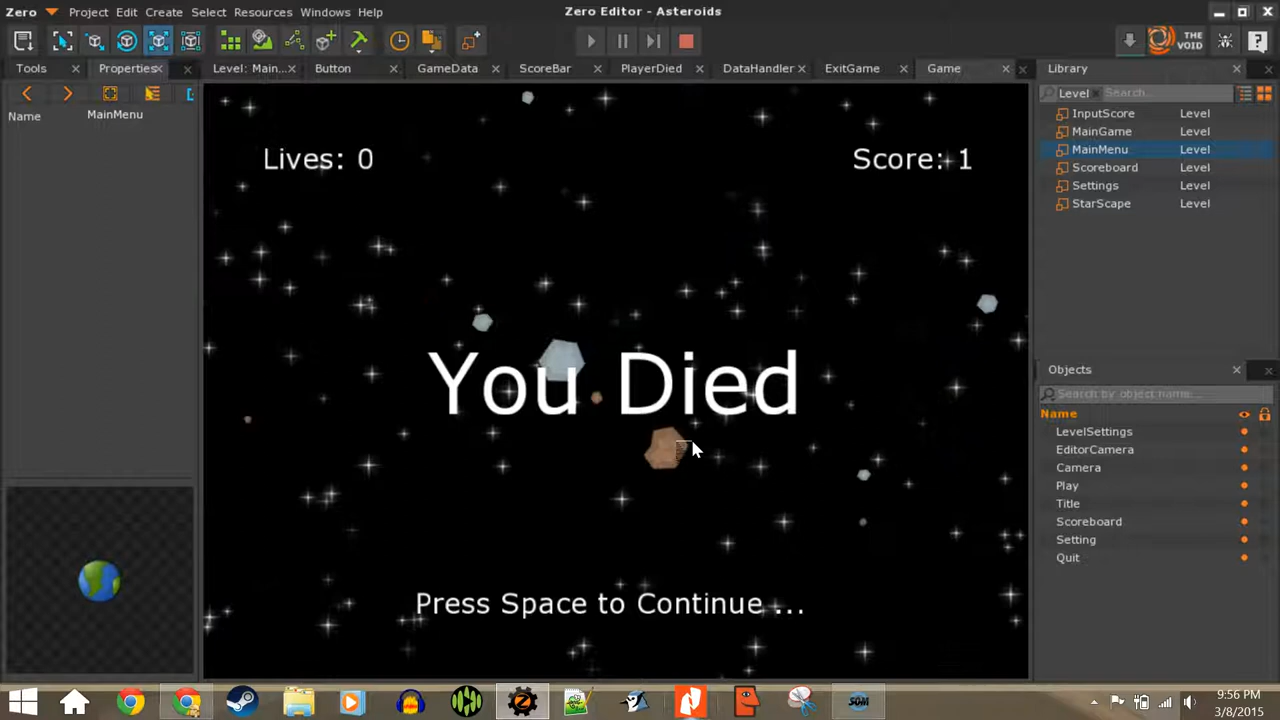 Zero Project Edit Create Select Resources Windows Help Zero Editor - Asteroids
THE VOID
Tools Properties Level: Main... Button GameData ScoreBar PlayerDied DataHandler ExitGame Game Library
Level Search...
Name MainMenu
InputScore Level
MainGame Level
MainMenu Level
Scoreboard Level
Settings Level
StarScape Level
Lives: 0 Score: 1
You Died
Press Space to Continue ...
Objects
Search by object name...
Name
LevelSettings
EditorCamera
Camera
Play
Title
Scoreboard
Setting
Quit
SOM
9:56 PM
3/8/2015